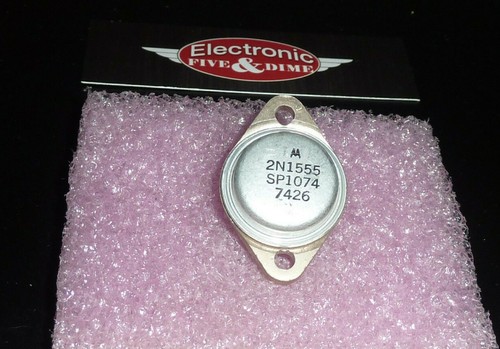 Electronic
FIVE & DIME
2N1555
SP1074
7426